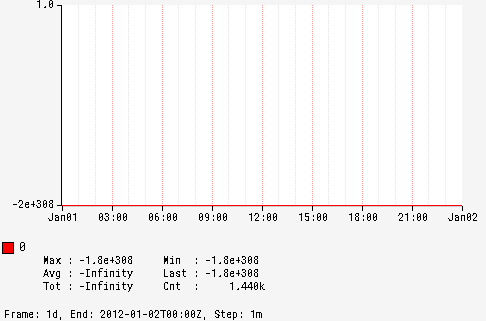 1.0
-2e+308
Jan01 03:00 06:00 09:00 12:00 15:00 18:00 21:00 Jan02
0
Max : -1.8e+308 Min : -1.8e+308
Avg : -Infinity Last : -1.8e+308
Tot : -Infinity Cnt : 1.440k
Frame: 1d, End: 2012-01-02T00:00Z, Step: 1m